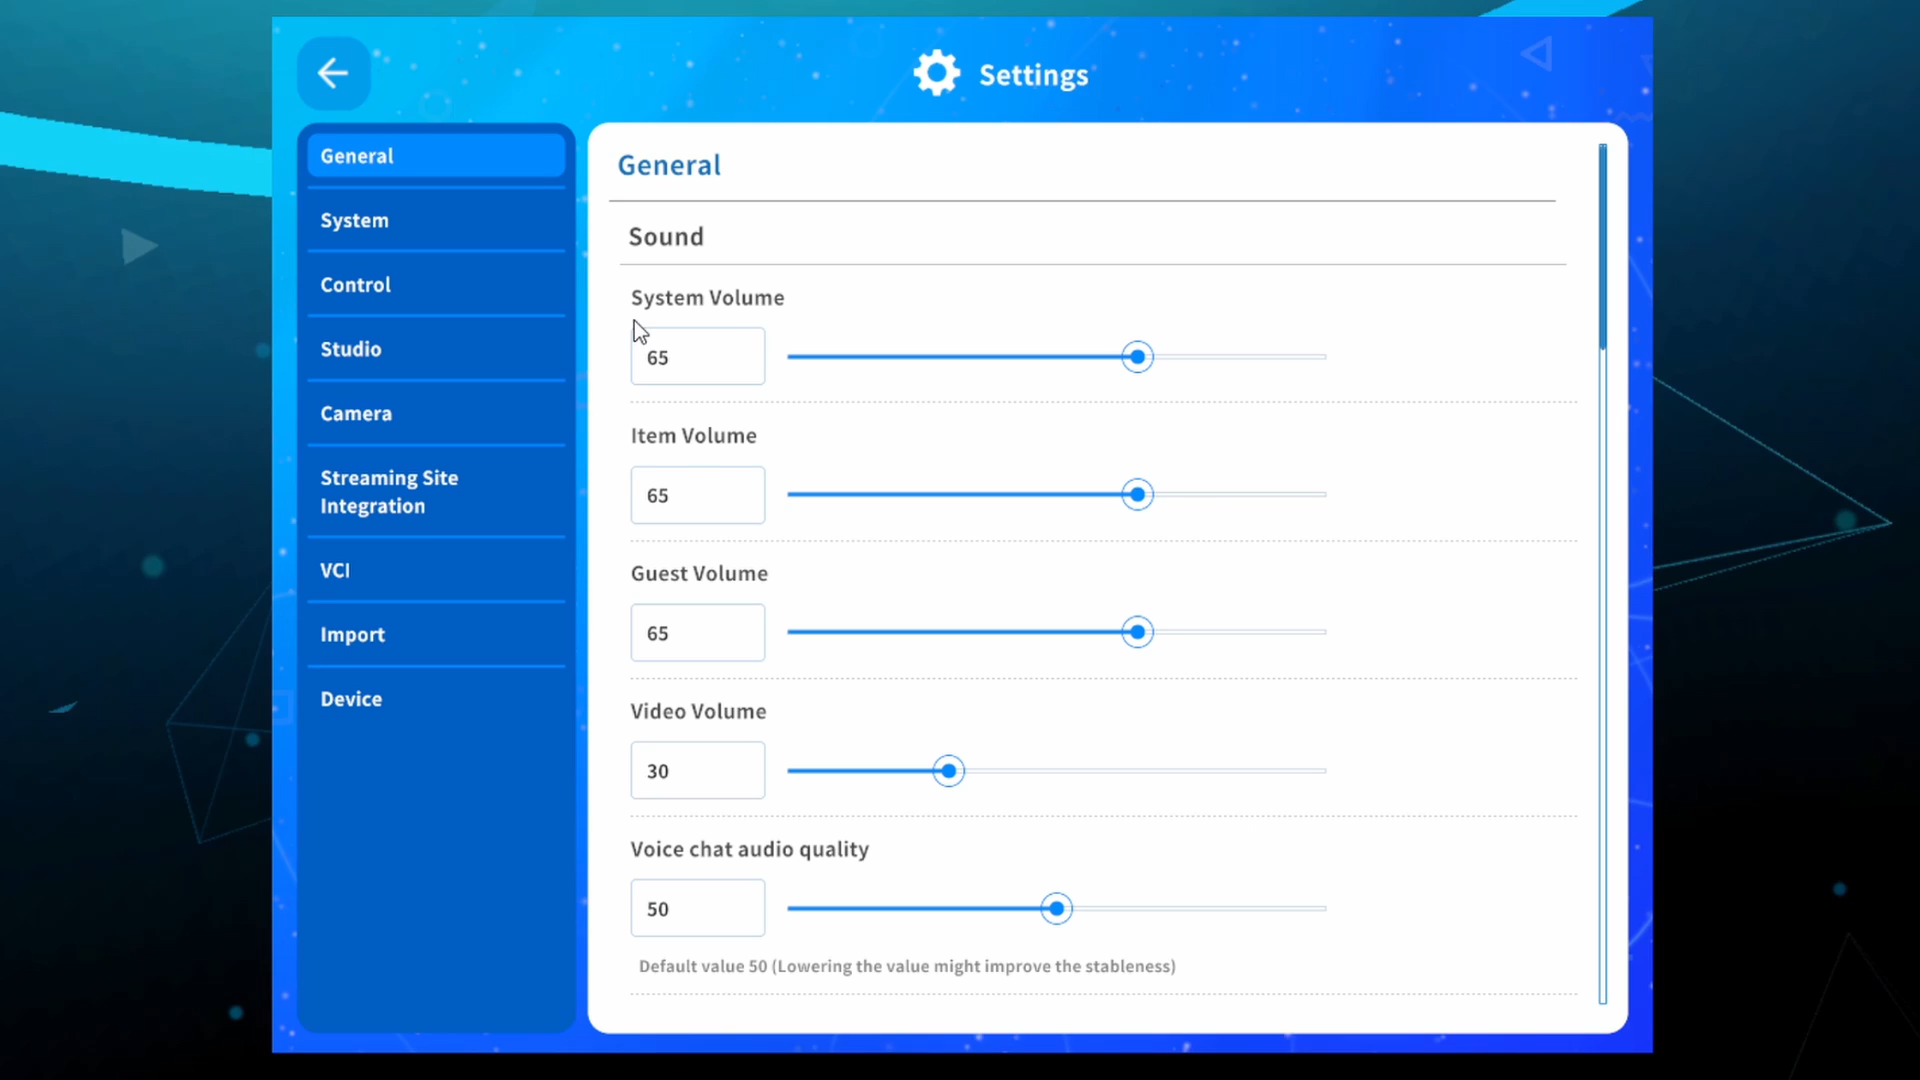 Settings
General
System
Control
Studio
Camera
Streaming Site
Integration
VCI
Import
Device
General
Sound
System Volume
65
Item Volume
65
Guest Volume
65
Video Volume
30
Voice chat audio quality
50
Default value 50 (Lowering the value might improve the stableness)